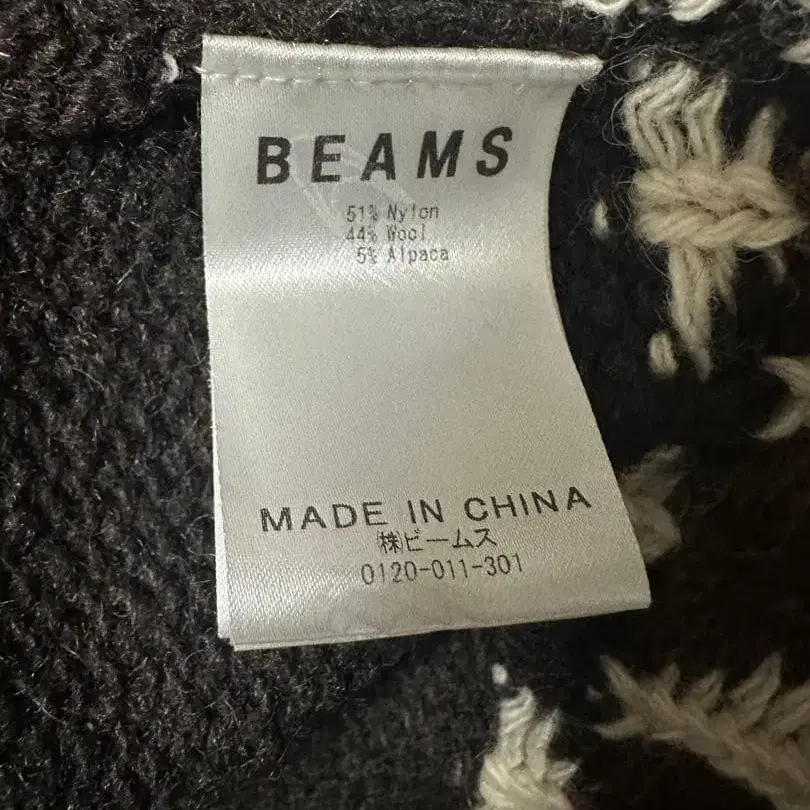 BEAMS
51% Nylon
44% Wool
5% Alpaca
MADE IN CHINA
㈱ビームス
0120-011-301